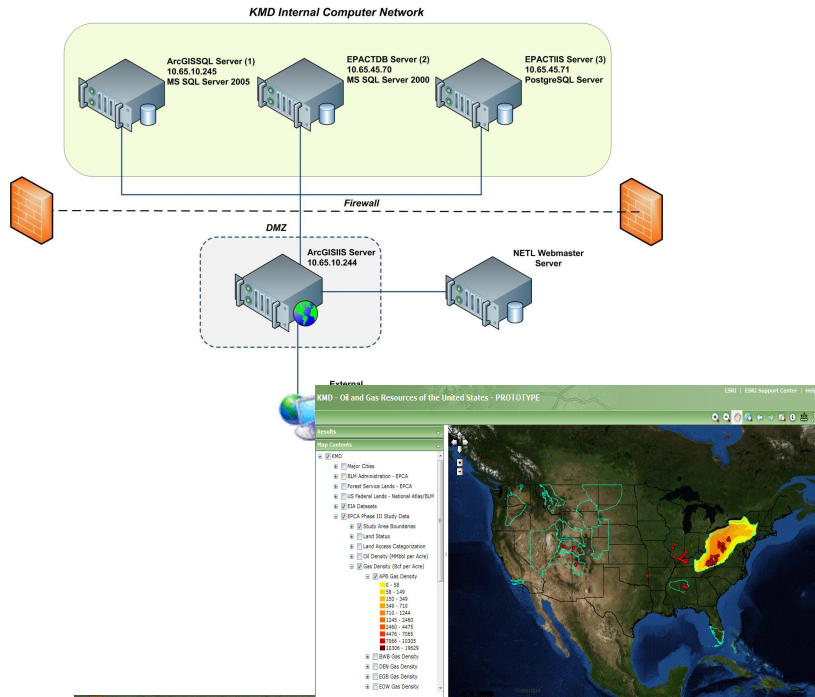 KMD Internal Computer Network
ArcGISSQL Server (1)
10.65.10.245
MS SQL Server 2005
EPACTDB Server (2)
10.65.45.70
MS SQL Server 2000
EPACTIIS Server (3)
10.65.45.71
PostgreSQL Server
Firewall
DMZ
ArcGISIIS Server
10.65.10.244
NETL Webmaster
Server
External
KMD - Oil and Gas Resources of the United States - PROTOTYPE
ESRI | ESRI Support Center | Help
Results
Map Contents
KMD
Major Cities
BLM Administration - EPCA
Forest Service Lands - EPCA
US Federal Lands - National Atlas/BLM
EIA Datasets
EPCA Phase III Study Data
Study Area Boundaries
Land Status
Land Access Categorization
Oil Density (MMbbl per Acre)
Gas Density (Bcf per Acre)
APB Gas Density
0 - 58
58 - 149
150 - 349
349 - 710
710 - 1244
1245 - 2460
2460 - 4475
4476 - 7065
7066 - 10305
10306 - 19629
BWB Gas Density
DEN Gas Density
EGB Gas Density
EOW Gas Density
Copyright